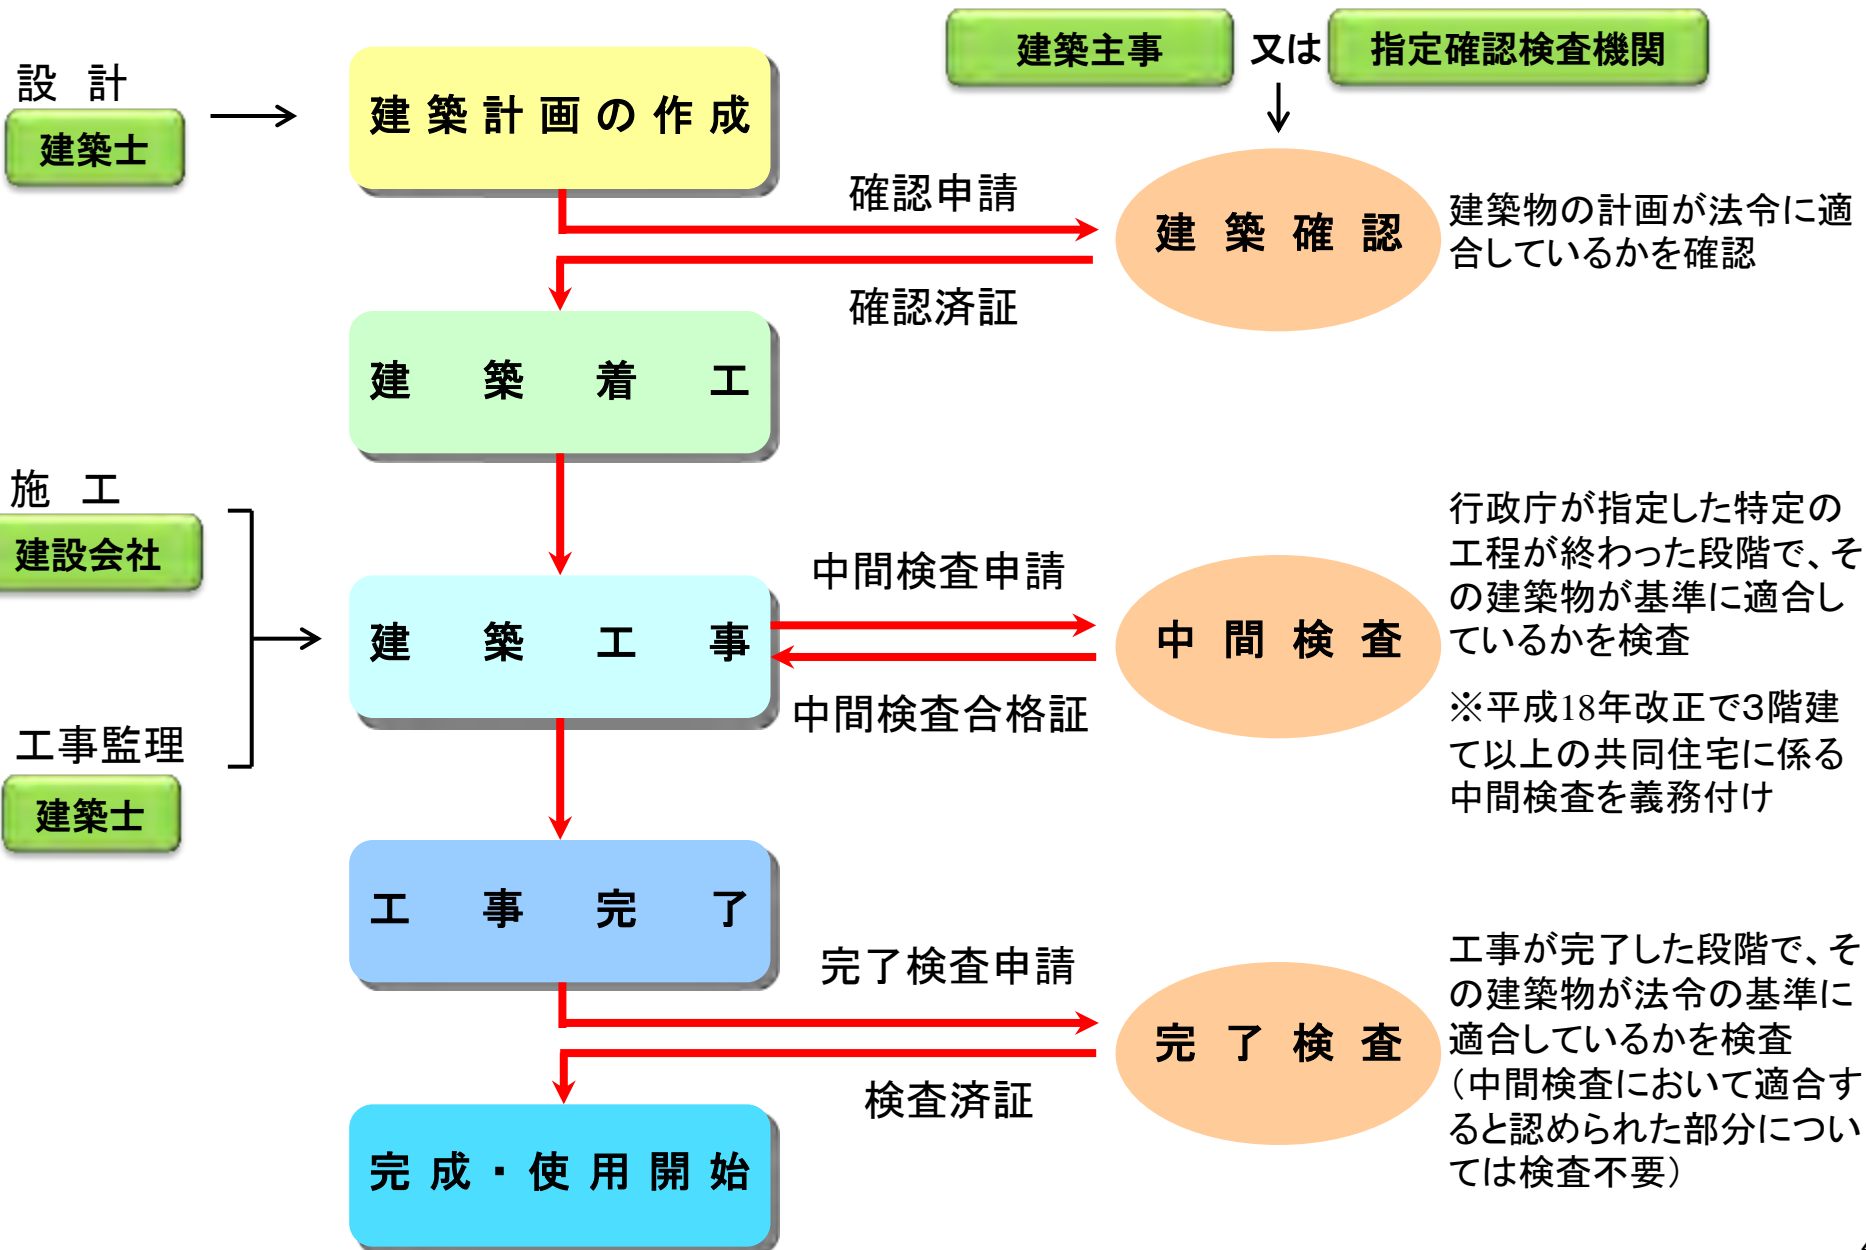 建築主事 又は 指定確認検査機関
設 計
建築士
建築計画の作成
確認申請
建築確認
建築物の計画が法令に適
合しているかを確認
確認済証
建築着工
施 工
建設会社
工事監理
建築士
建築工事
中間検査申請
中間検査
中間検査合格証
行政庁が指定した特定の
工程が終わった段階で、そ
の建築物が基準に適合し
ているかを検査
※平成18年改正で3階建
て以上の共同住宅に係る
中間検査を義務付け
工事完了
完了検査申請
完了検査
検査済証
工事が完了した段階で、そ
の建築物が法令の基準に
適合しているかを検査
(中間検査において適合す
ると認められた部分につい
ては検査不要)
完成・使用開始